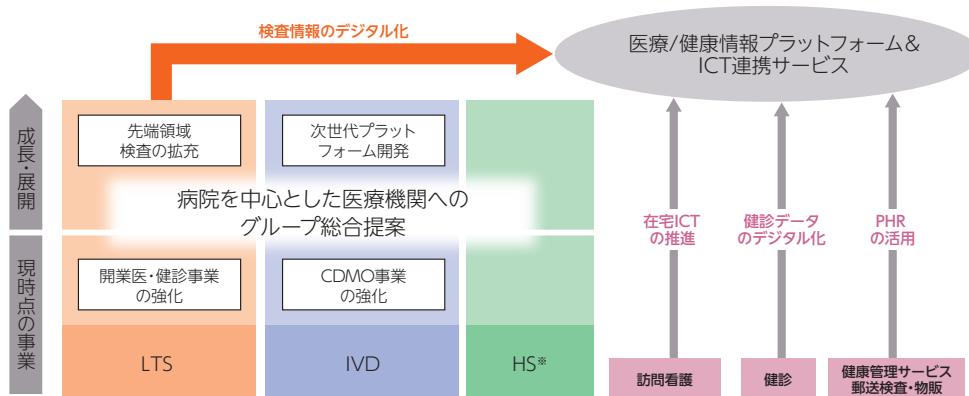 検査情報のデジタル化
医療/健康情報プラットフォーム＆
ICT連携サービス
成長・展開
先端領域
検査の拡充
次世代プラット
フォーム開発
病院を中心とした医療機関への
グループ総合提案
在宅ICT
の推進
健診データ
のデジタル化
PHR
の活用
現時点の事業
開業医・健診事業
の強化
CDMO事業
の強化
LTS
IVD
HS※
訪問看護
健診
健康管理サービス
郵送検査・物販